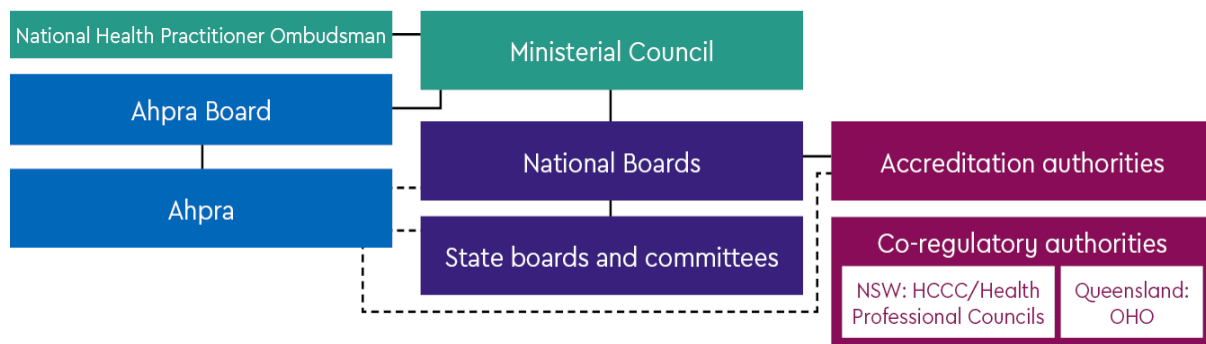 National Health Practitioner Ombudsman
Ministerial Council
Ahpra Board
National Boards
Accreditation authorities
Ahpra
State boards and committees
Co-regulatory authorities
NSW: HCCC/Health
Professional Councils
Queensland:
OHO